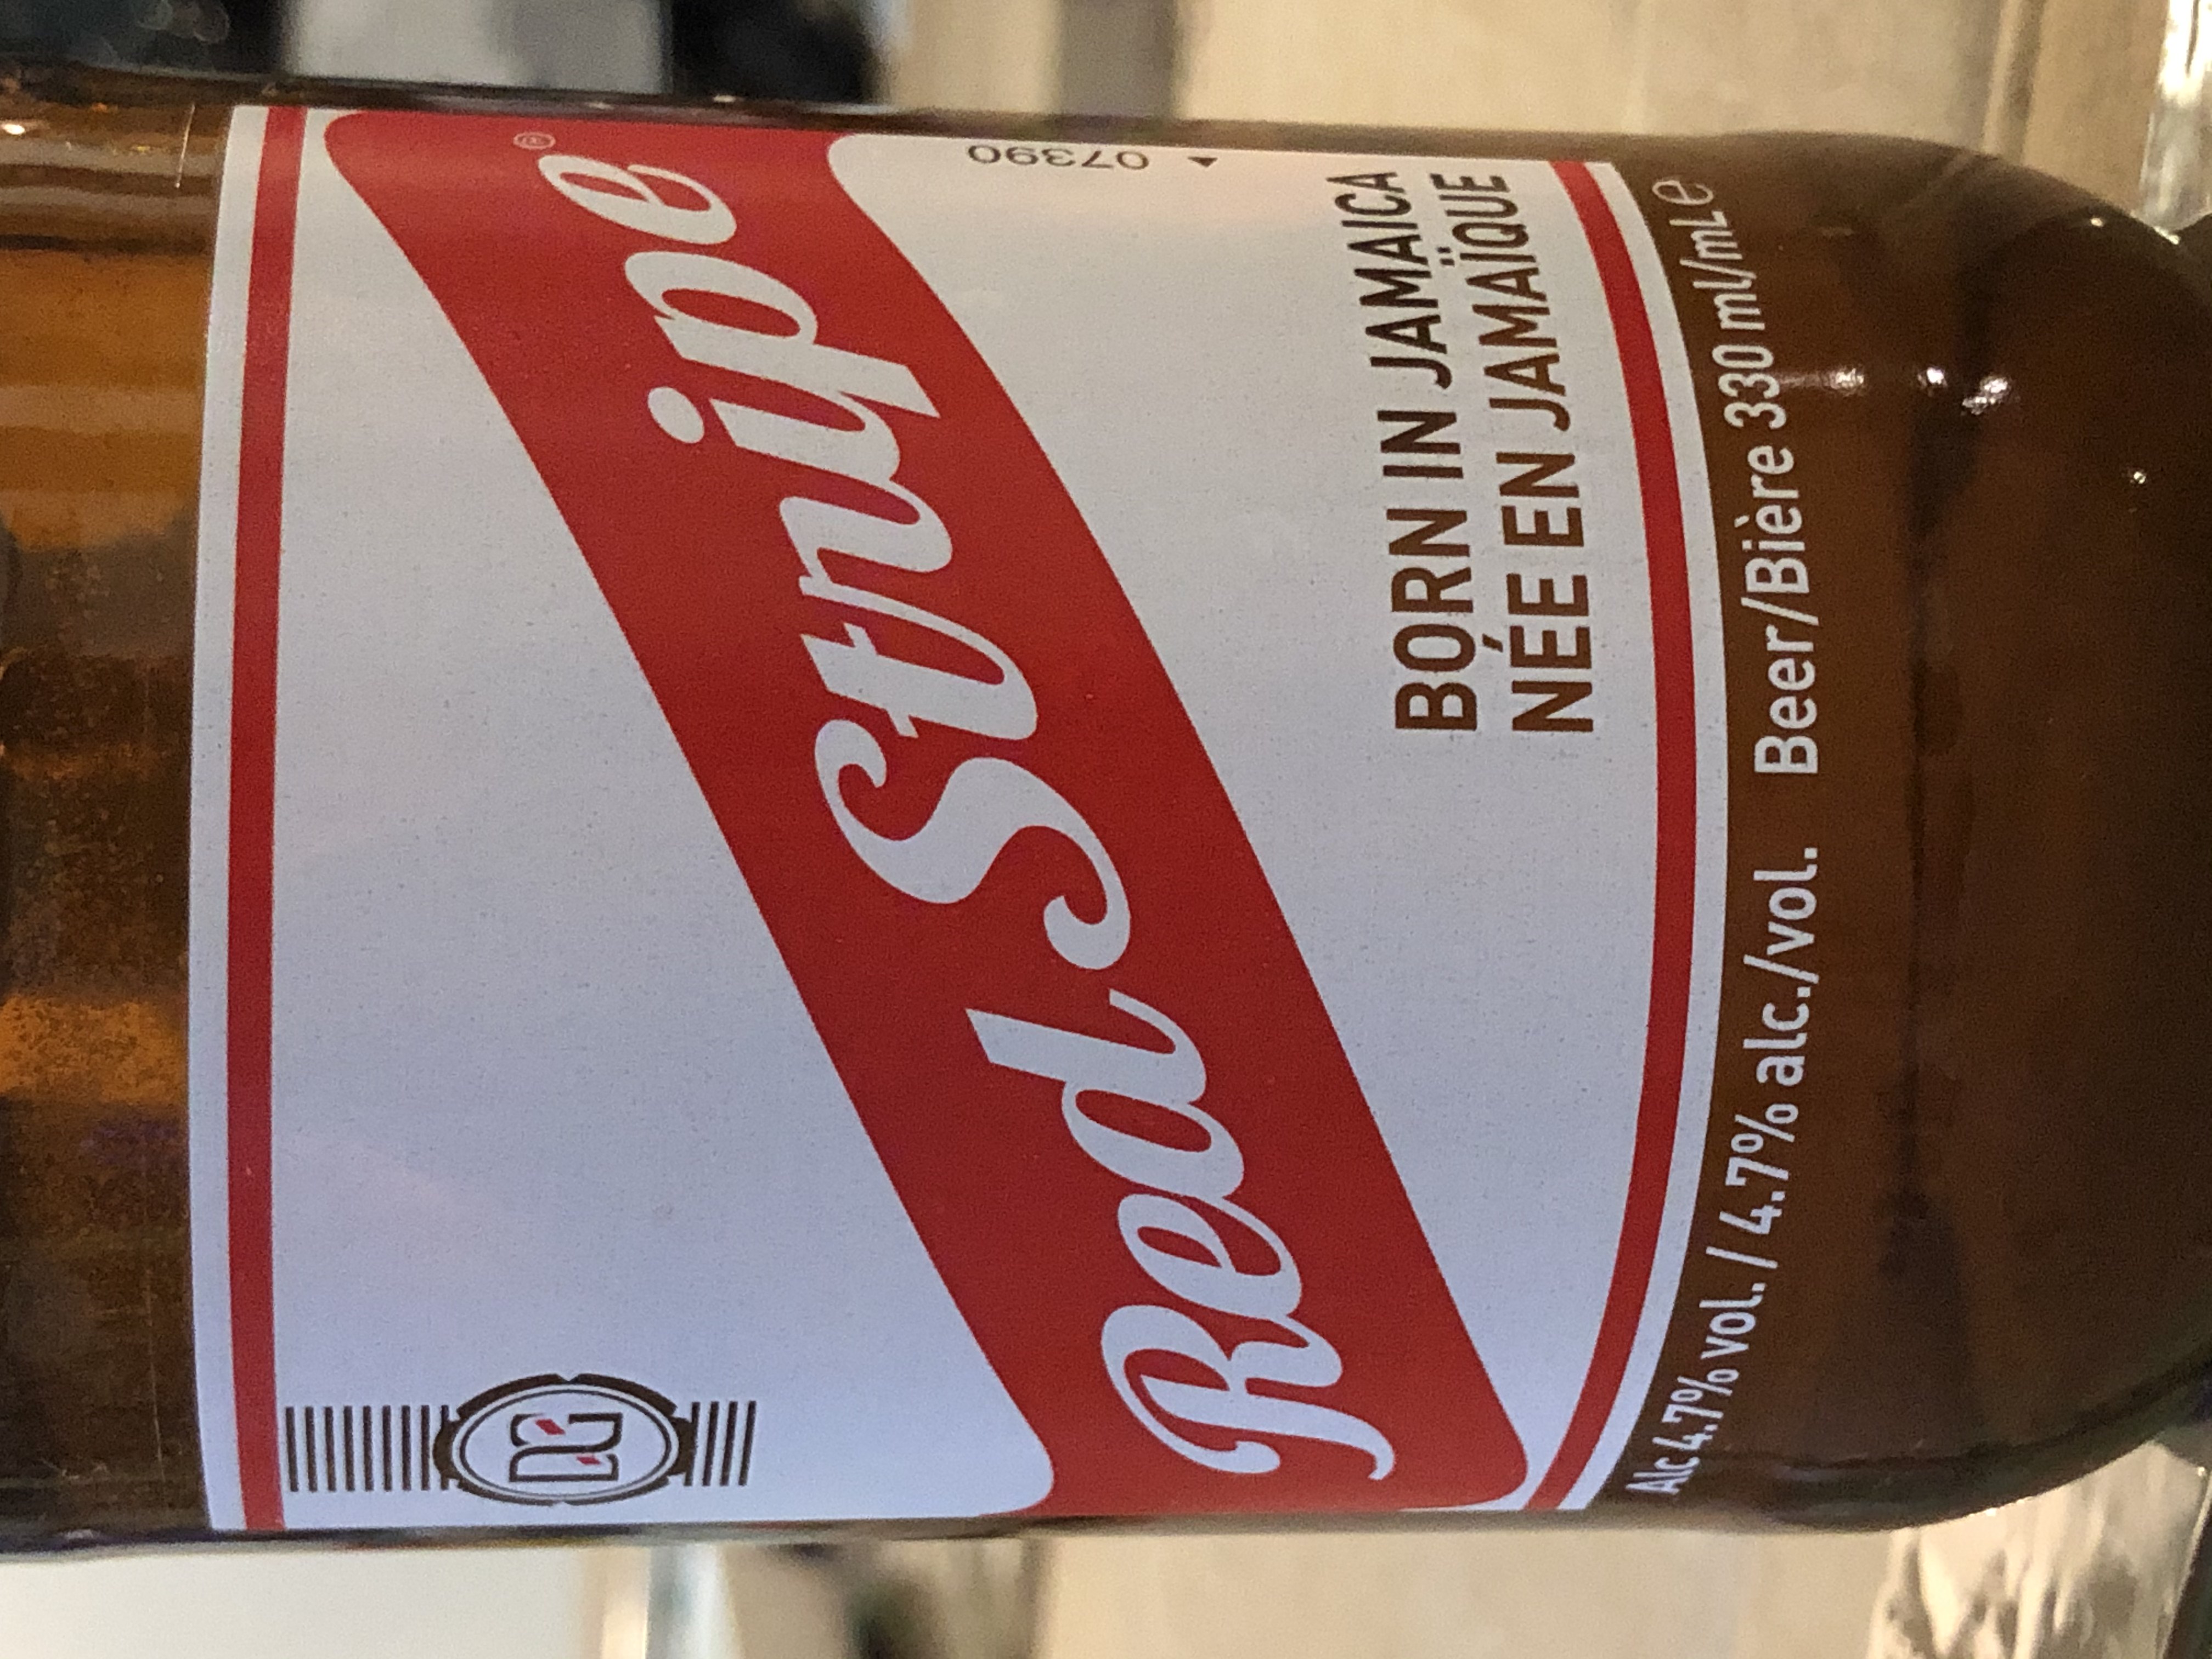 DG
Red Stripe®
07390
BORN IN JAMAICA
NÉE EN JAMAÏQUE
Alc 4.7% vol. / 4.7% alc./vol. Beer/Bière 330 ml/mL e